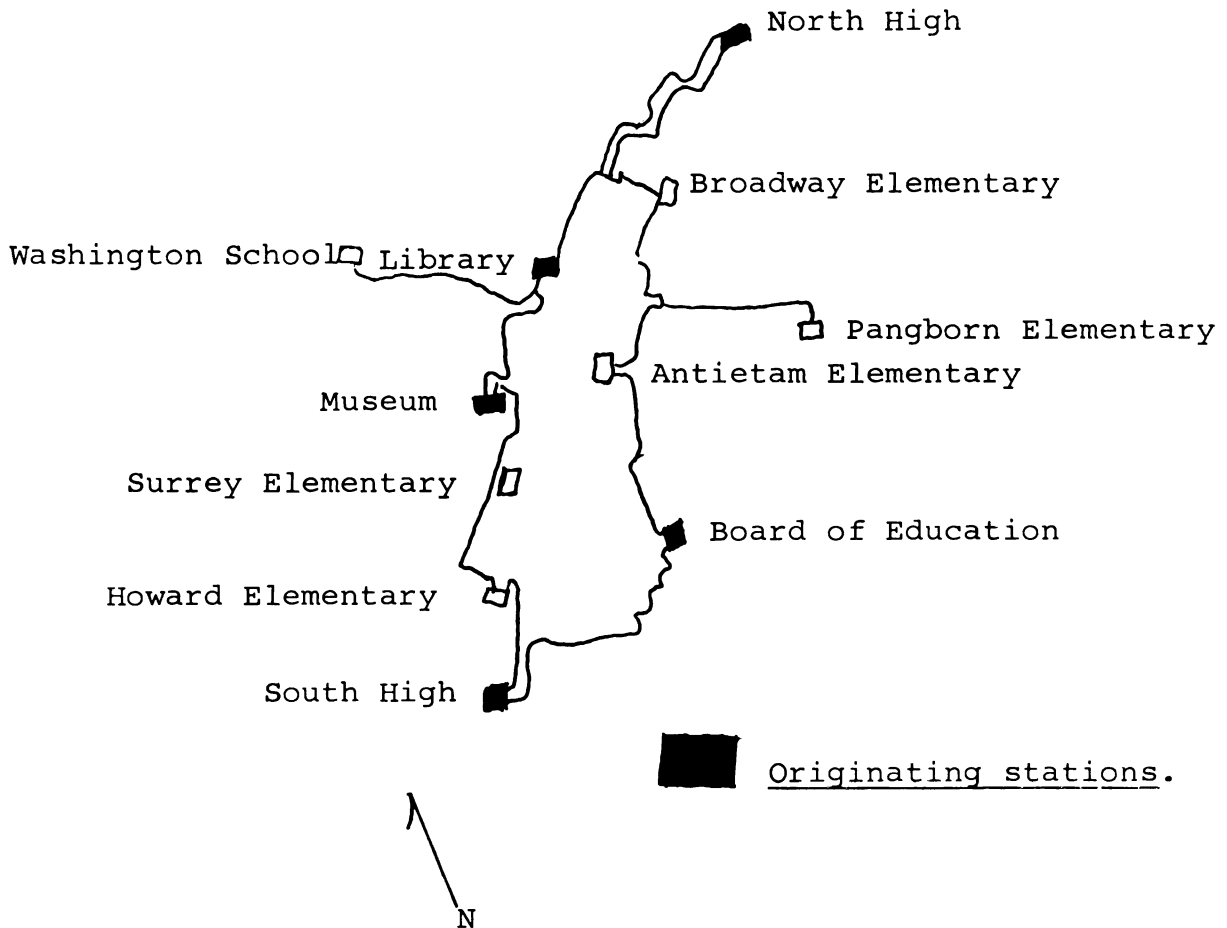 North High
Broadway Elementary
Washington School
Library
Pangborn Elementary
Antietam Elementary
Museum
Surrey Elementary
Board of Education
Howard Elementary
South High
Originating stations.
N